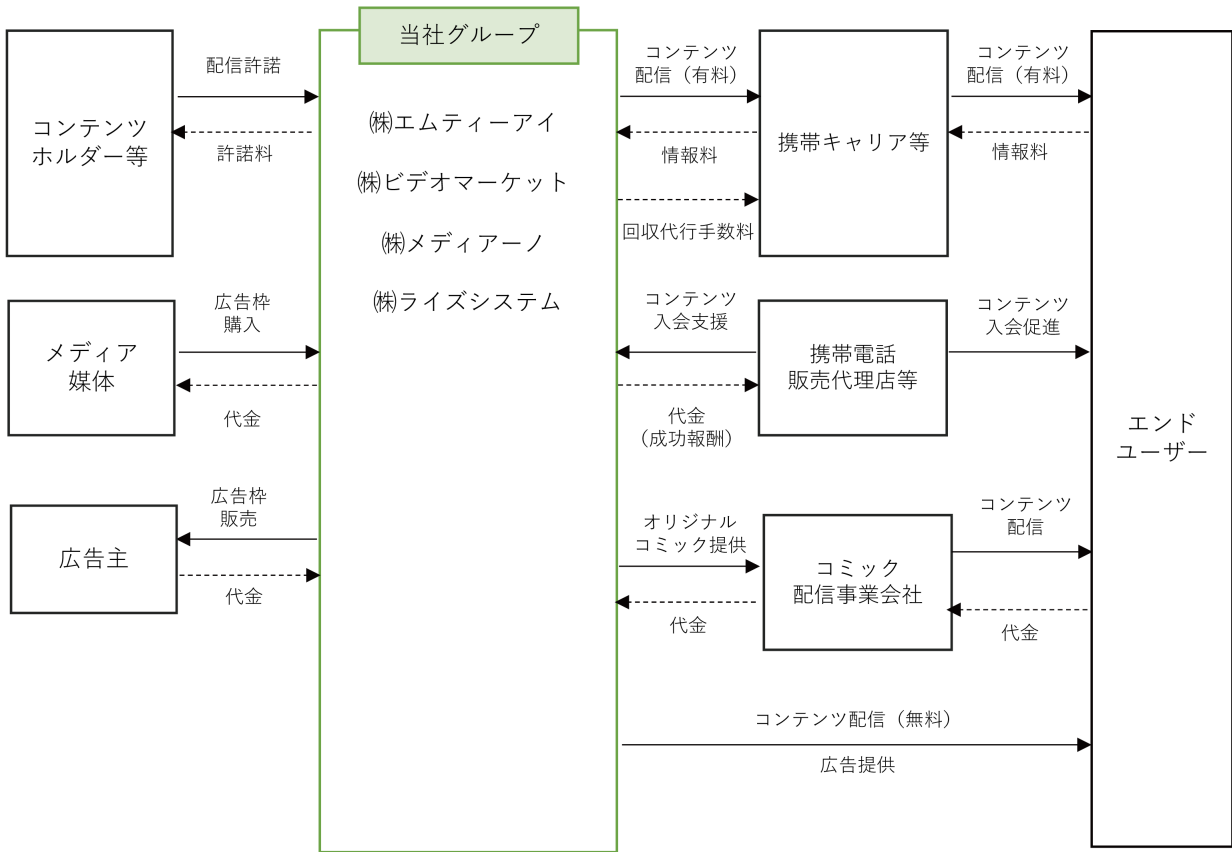 当社グループ
㈱エムティーアイ
㈱ビデオマーケット
㈱メディアーノ
㈱ライズシステム
コンテンツ
ホルダー等
配信許諾
許諾料
メディア
媒体
広告枠
購入
代金
広告主
広告枠
販売
代金
コンテンツ
配信（有料）
情報料
回収代行手数料
携帯キャリア等
コンテンツ
配信（有料）
情報料
コンテンツ
入会支援
代金
（成功報酬）
携帯電話
販売代理店等
コンテンツ
入会促進
オリジナル
コミック提供
代金
コミック
配信事業会社
コンテンツ
配信
代金
コンテンツ配信（無料）
広告提供
エンド
ユーザー